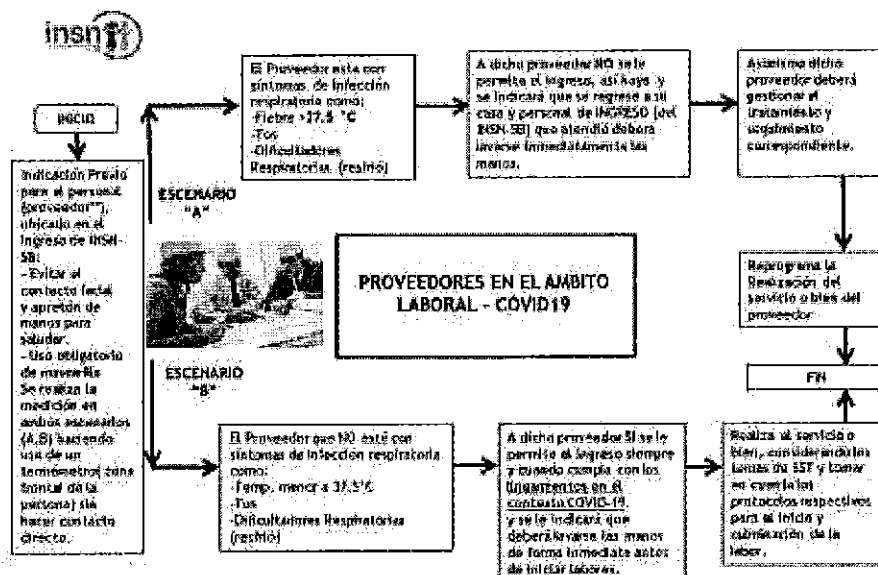 insn
INICIO
Indicación Previa
para el personal
(proveedor**),
ubicado en el
Ingreso de INSN-
SB:
- Evitar el
contacto facial
y apretón de
manos para
saludar.
- Uso obligatorio
de mascarilla
Se realiza la
medición en
ambos escenarios
(A,B) haciendo
uso de un
termómetro( zona
frontal de la
persona) sin
hacer contacto
directo.
ESCENARIO
"A"
El Proveedor esta con
síntomas de infección
respiratoria como:
-Fiebre >37.5 °C
-Tos
-Dificultades
Respiratorias (resfrió)
A dicho proveedor NO se le
permite el ingreso, así haya y
se indicará que se regrese a su
casa y personal de INGRESO (del
INSN-SB) que atendió deberá
lavarse inmediatamente las
manos.
Asimismo dicho
proveedor deberá
gestionar el
tratamiento y
seguimiento
correspondiente.
Reprograma la
Realización del
servicio o bien del
proveedor
FIN
PROVEEDORES EN EL AMBITO
LABORAL - COVID19
ESCENARIO
"B"
El Proveedor que NO esté con
síntomas de infección respiratoria
como:
-Temp. menor a 37.5°C
-Tos
-Dificultades Respiratorias
(resfrió)
A dicho proveedor SI se le
permite el ingreso siempre
y cuando cumpla con los
lineamientos en el
contexto COVID-19.
y se le indicará que
deberá lavarse las manos
de forma inmediata antes
de iniciar labores.
Realiza el servicio o
bien, considerando los
temas de SST y tomar
en cuenta los
protocolos respectivos
para el inicio y
culminación de la
labor.